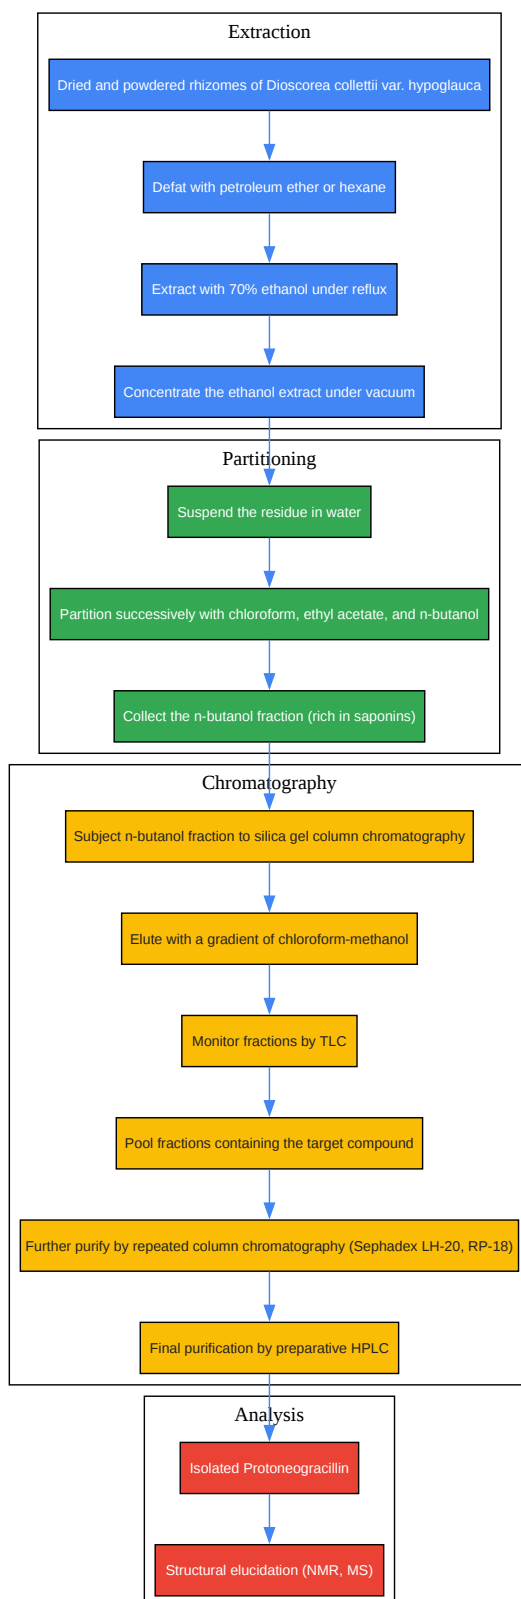 Extraction
Dried and powdered rhizomes of Dioscorea collettii var. hypoglauca
Defat with petroleum ether or hexane
Extract with 70% ethanol under reflux
Concentrate the ethanol extract under vacuum
Partitioning
Suspend the residue in water
Partition successively with chloroform, ethyl acetate, and n-butanol
Collect the n-butanol fraction (rich in saponins)
Chromatography
Subject n-butanol fraction to silica gel column chromatography
Elute with a gradient of chloroform-methanol
Monitor fractions by TLC
Pool fractions containing the target compound
Further purify by repeated column chromatography (Sephadex LH-20, RP-18)
Final purification by preparative HPLC
Analysis
Isolated Protoneogracillin
Structural elucidation (NMR, MS)